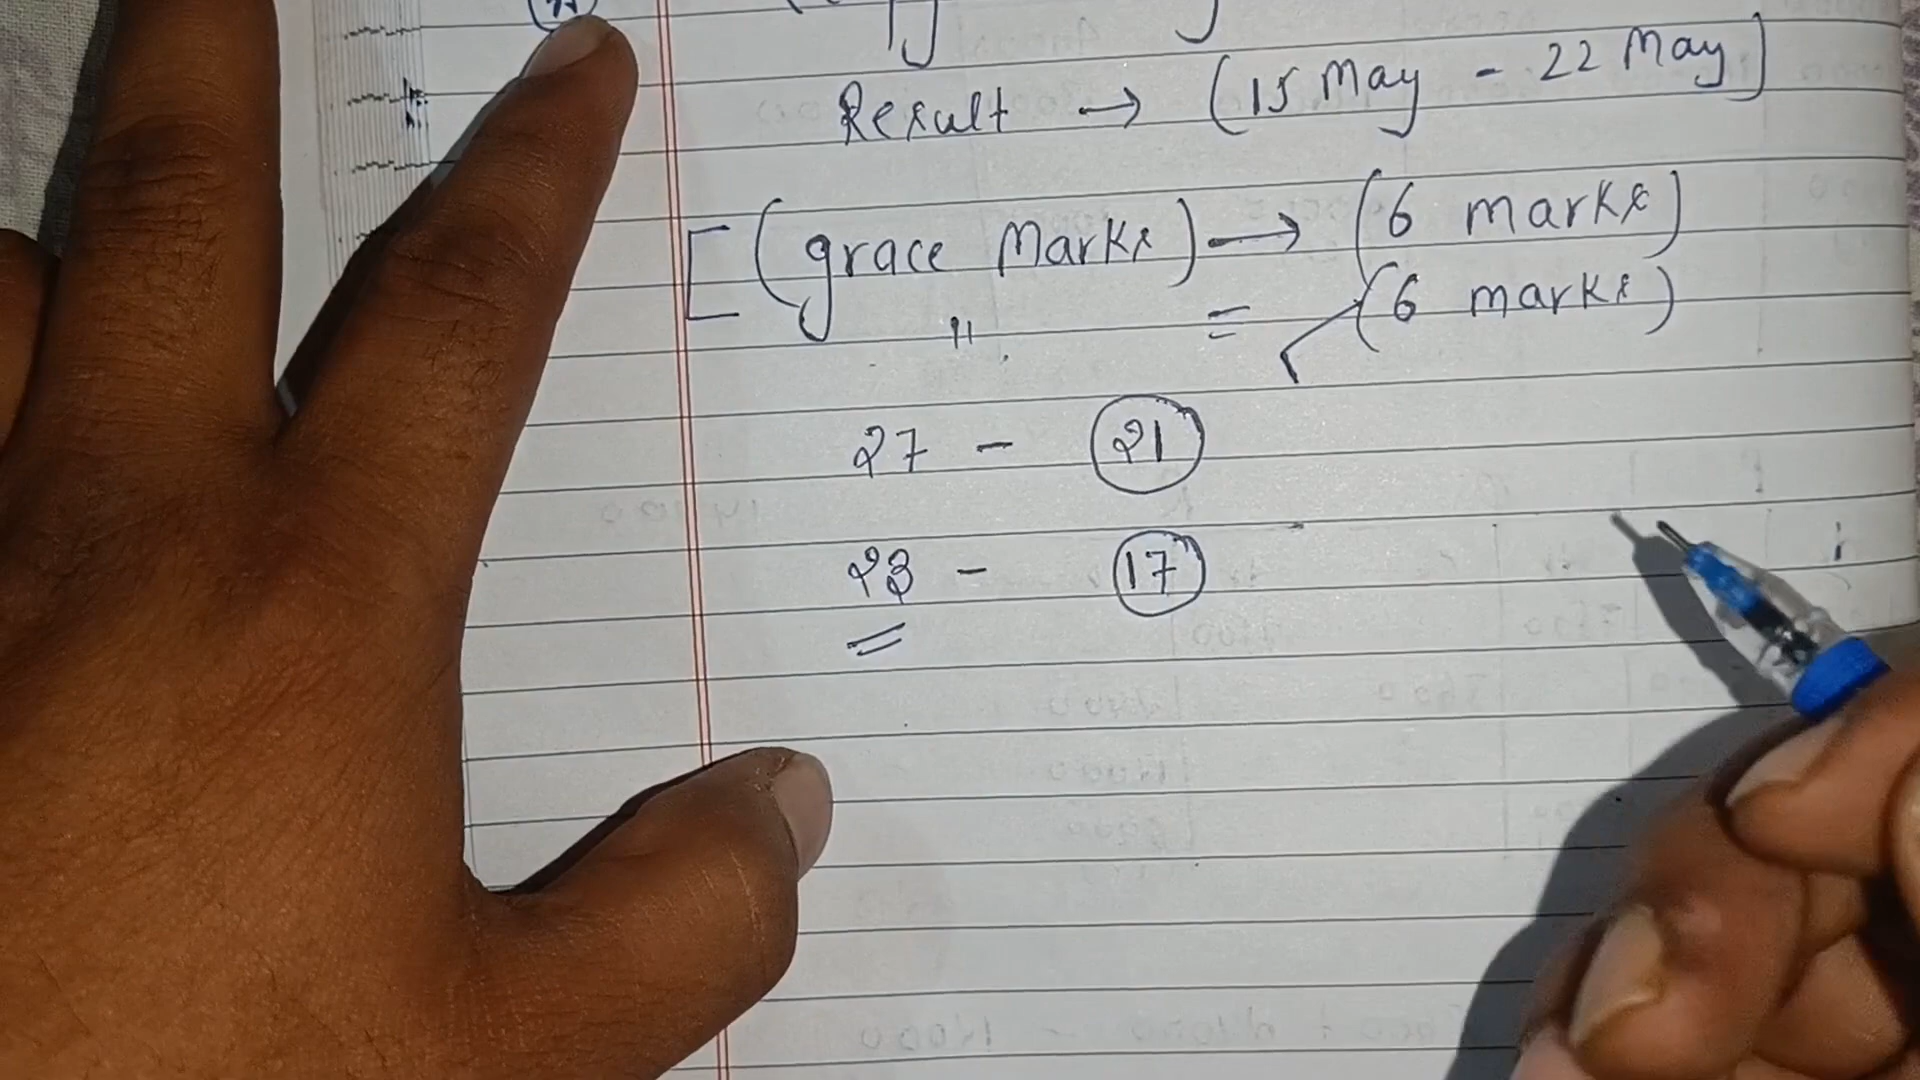 Result → (15 May - 22 May)
[(grace Marks) → (6 marks)
" = (6 marks)
27 - 21
23 - 17